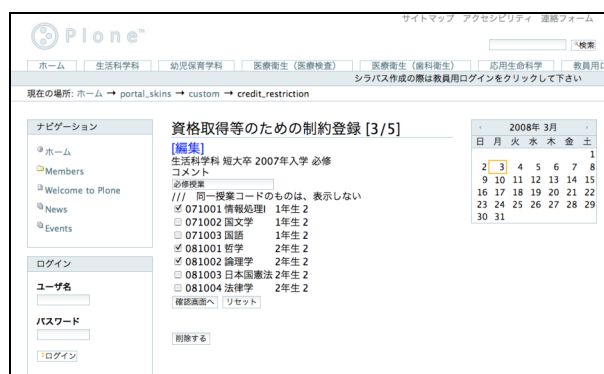 サイトマップ アクセシビリティ 連絡フォーム
Plone™
検索
ホーム 生活科学科 幼児保育学科 医療衛生（医療検査） 医療衛生（歯科衛生） 応用生命科学 教員用ロ
シラバス作成の際は教員用ログインをクリックして下さい
現在の場所: ホーム → portal_skins → custom → credit_restriction
ナビゲーション
ホーム
Members
Welcome to Plone
News
Events
ログイン
ユーザ名
パスワード
ログイン
資格取得等のための制約登録 [3/5]
[編集]
生活科学科 短大卒 2007年入学 必修
コメント
必修授業
/// 同一授業コードのものは、表示しない
071001 情報処理I 1年生 2
071002 国文学 1年生 2
071003 国語 1年生 2
081001 哲学 2年生 2
081002 論理学 2年生 2
081003 日本国憲法 2年生 2
081004 法律学 2年生 2
確認画面へ リセット
削除する
2008年 3月
日 月 火 水 木 金 土
1
2 3 4 5 6 7 8
9 10 11 12 13 14 15
16 17 18 19 20 21 22
23 24 25 26 27 28 29
30 31